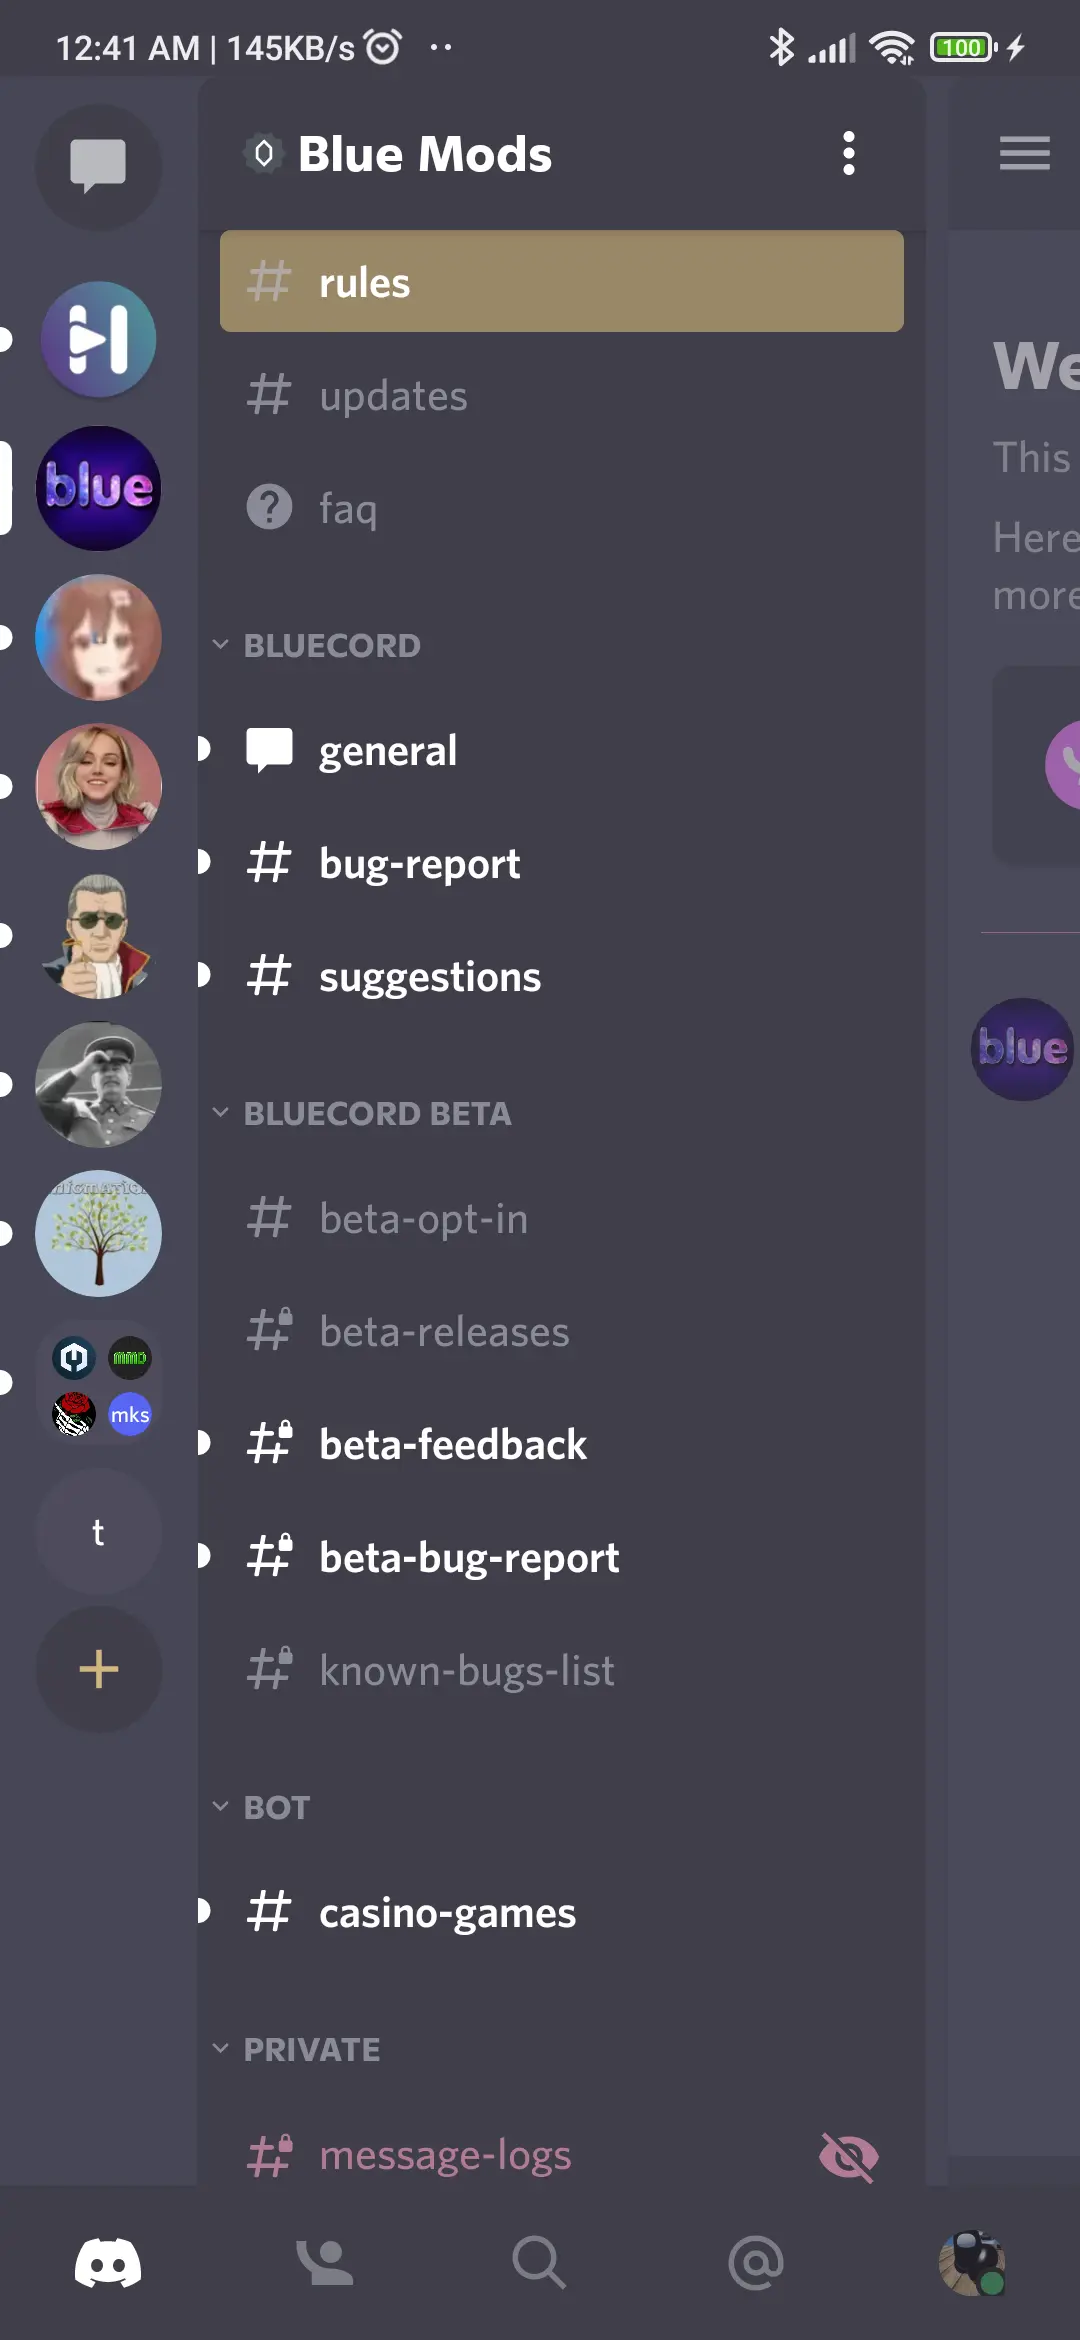 12:41 AM | 145KB/s
100
Blue Mods
rules
updates
faq
BLUECORD
general
bug-report
suggestions
BLUECORD BETA
beta-opt-in
beta-releases
beta-feedback
beta-bug-report
known-bugs-list
BOT
casino-games
PRIVATE
message-logs
blue
mmd
mks
t
We
This
Here
more
blue